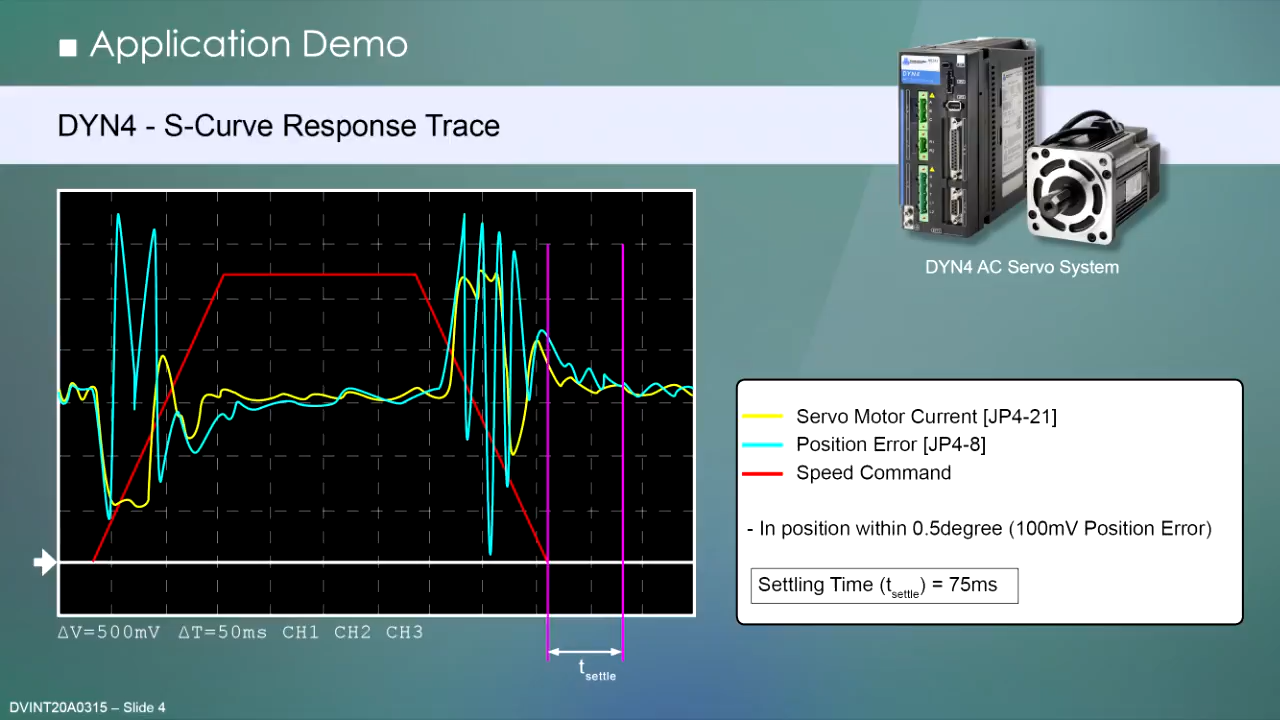 Application Demo
DYN4 - S-Curve Response Trace
DYN4
DYN4 AC Servo System
Servo Motor Current [JP4-21]
Position Error [JP4-8]
Speed Command
- In position within 0.5degree (100mV Position Error)
Settling Time (tsettle) = 75ms
ΔV=500mV ΔT=50ms CH1 CH2 CH3
tsettle
DVINT20A0315 – Slide 4